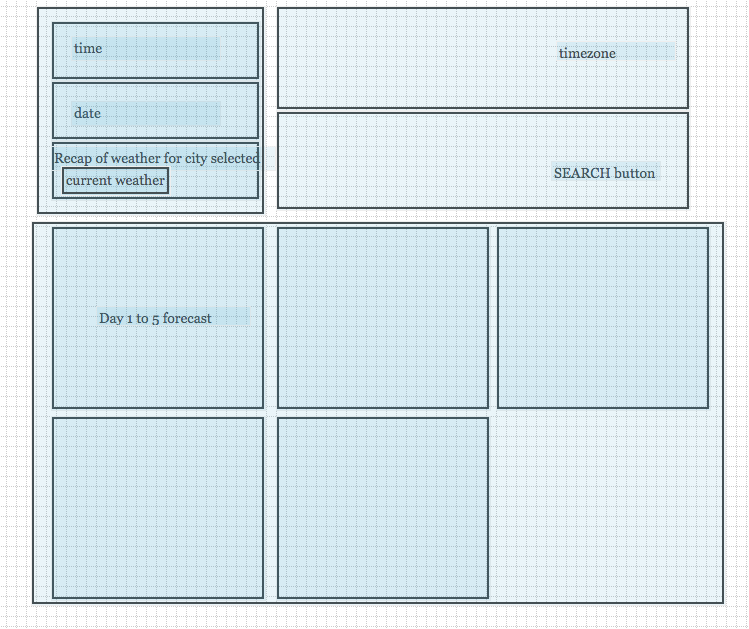 time
date
Recap of weather for city selected
current weather
timezone
SEARCH button
Day 1 to 5 forecast